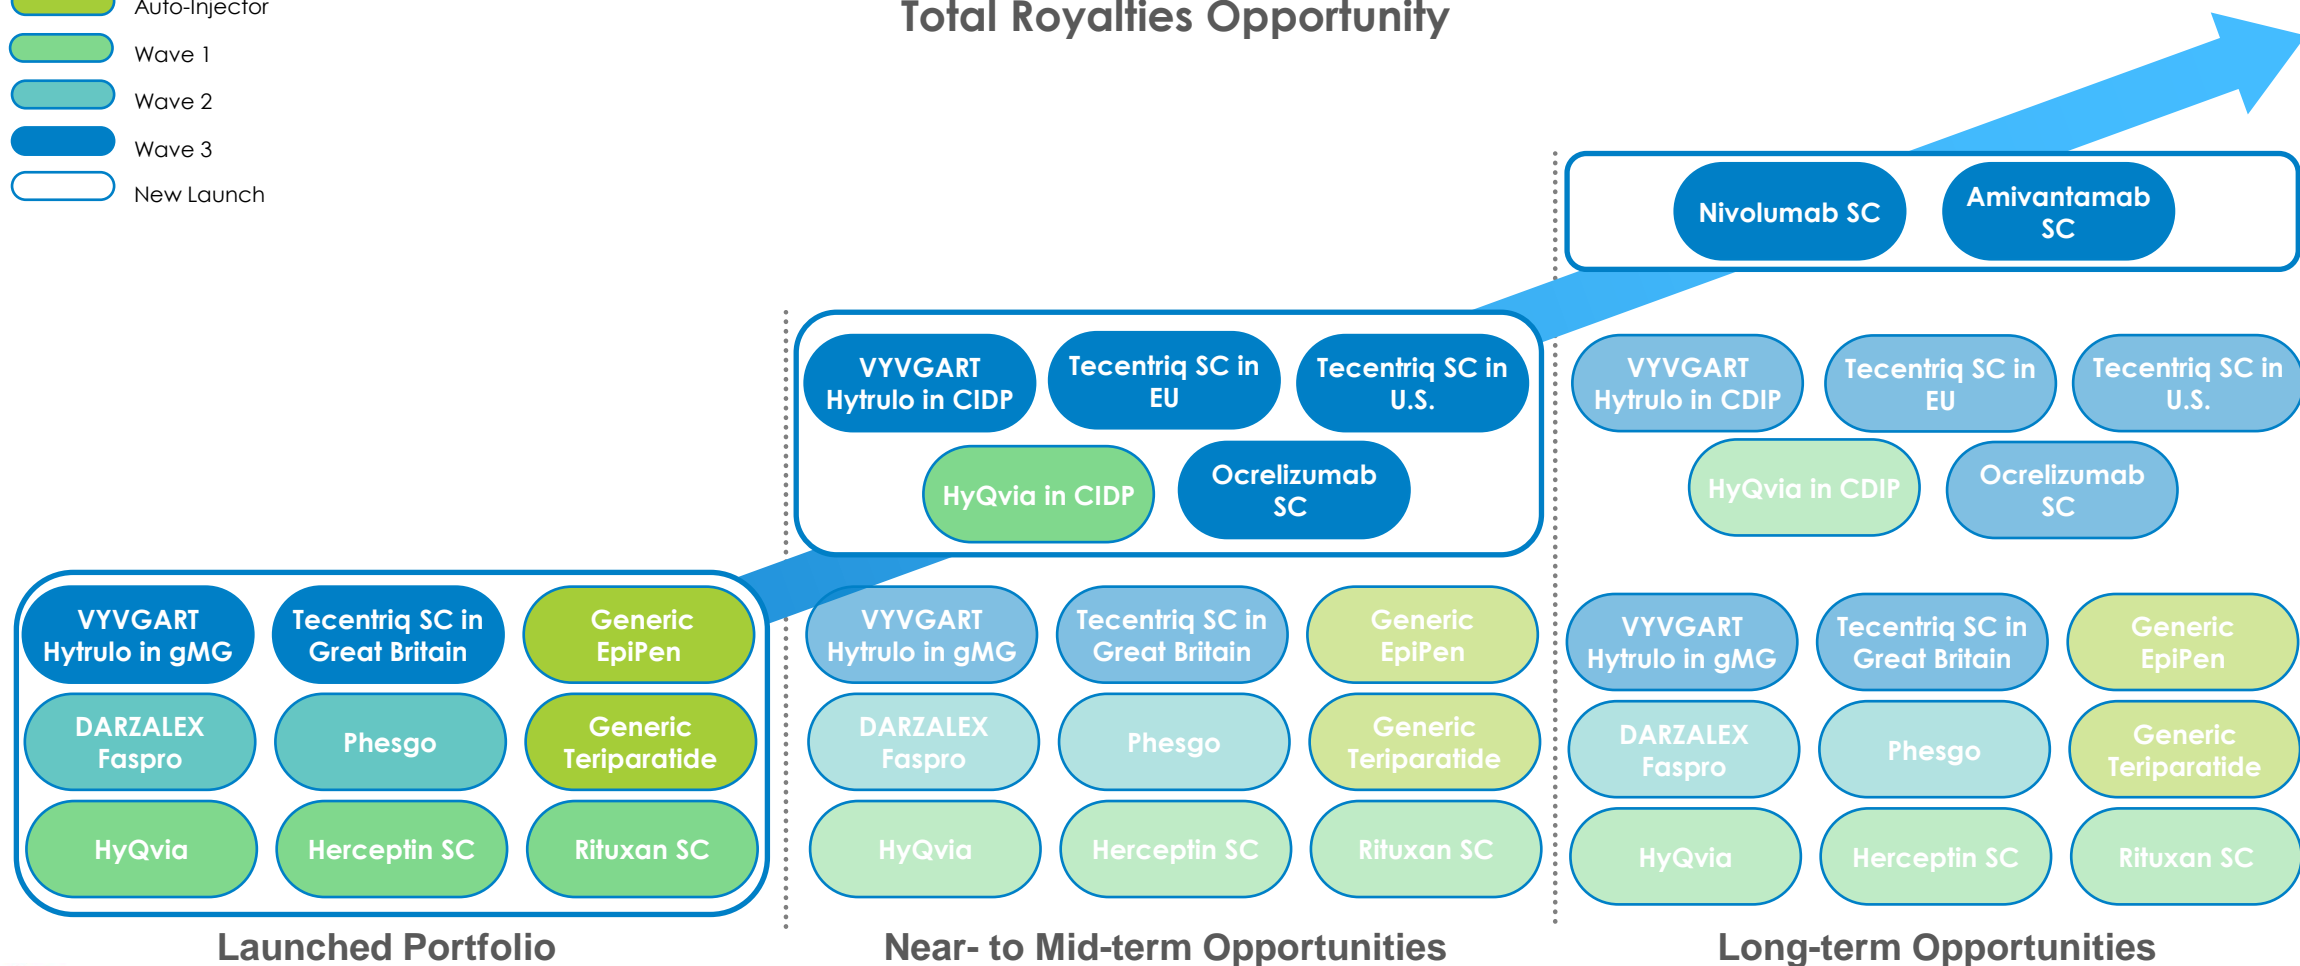 Auto-Injector
Wave 1
Wave 2
Wave 3
New Launch
Total Royalties Opportunity
Nivolumab SC
Amivantamab
SC
VYVGART
Hytrulo in CIDP
Tecentriq SC in
EU
Tecentriq SC in
U.S.
HyQvia in CIDP
Ocrelizumab
SC
VYVGART
Hytrulo in CDIP
Tecentriq SC in
EU
Tecentriq SC in
U.S.
HyQvia in CDIP
Ocrelizumab
SC
VYVGART
Hytrulo in gMG
Tecentriq SC in
Great Britain
Generic
EpiPen
DARZALEX
Faspro
Phesgo
Generic
Teriparatide
HyQvia
Herceptin SC
Rituxan SC
VYVGART
Hytrulo in gMG
Tecentriq SC in
Great Britain
Generic
EpiPen
DARZALEX
Faspro
Phesgo
Generic
Teriparatide
HyQvia
Herceptin SC
Rituxan SC
VYVGART
Hytrulo in gMG
Tecentriq SC in
Great Britain
Generic
EpiPen
DARZALEX
Faspro
Phesgo
Generic
Teriparatide
HyQvia
Herceptin SC
Rituxan SC
Launched Portfolio
Near- to Mid-term Opportunities
Long-term Opportunities